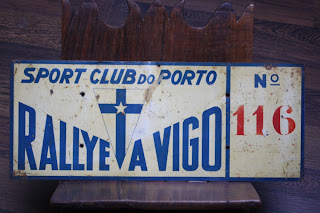 SPORT CLUB DO PORTO
RALLYE A VIGO
Nº
116